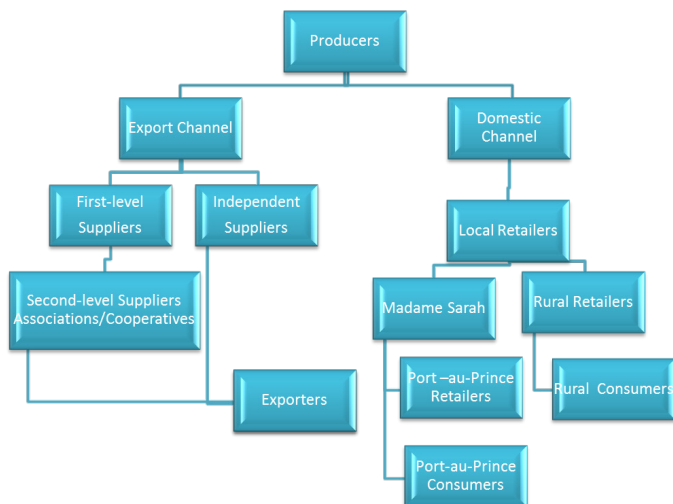 Producers
Export Channel
Domestic
Channel
First-level
Suppliers
Independent
Suppliers
Local Retailers
Second-level Suppliers
Associations/Cooperatives
Madame Sarah
Rural Retailers
Exporters
Port –au-Prince
Retailers
Rural Consumers
Port-au-Prince
Consumers